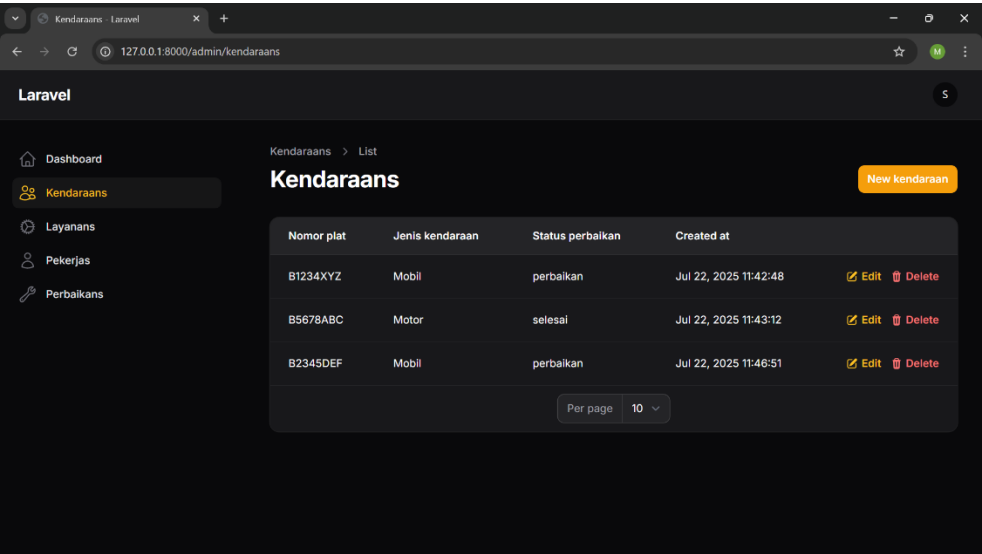 Kendaraans - Laravel
127.0.0.1:8000/admin/kendaraans
M
Laravel
S
Dashboard
Kendaraans
Layanans
Pekerjas
Perbaikans
Kendaraans > List
Kendaraans
New kendaraan
Nomor plat Jenis kendaraan Status perbaikan Created at
B1234XYZ Mobil perbaikan Jul 22, 2025 11:42:48 Edit Delete
B5678ABC Motor selesai Jul 22, 2025 11:43:12 Edit Delete
B2345DEF Mobil perbaikan Jul 22, 2025 11:46:51 Edit Delete
Per page 10